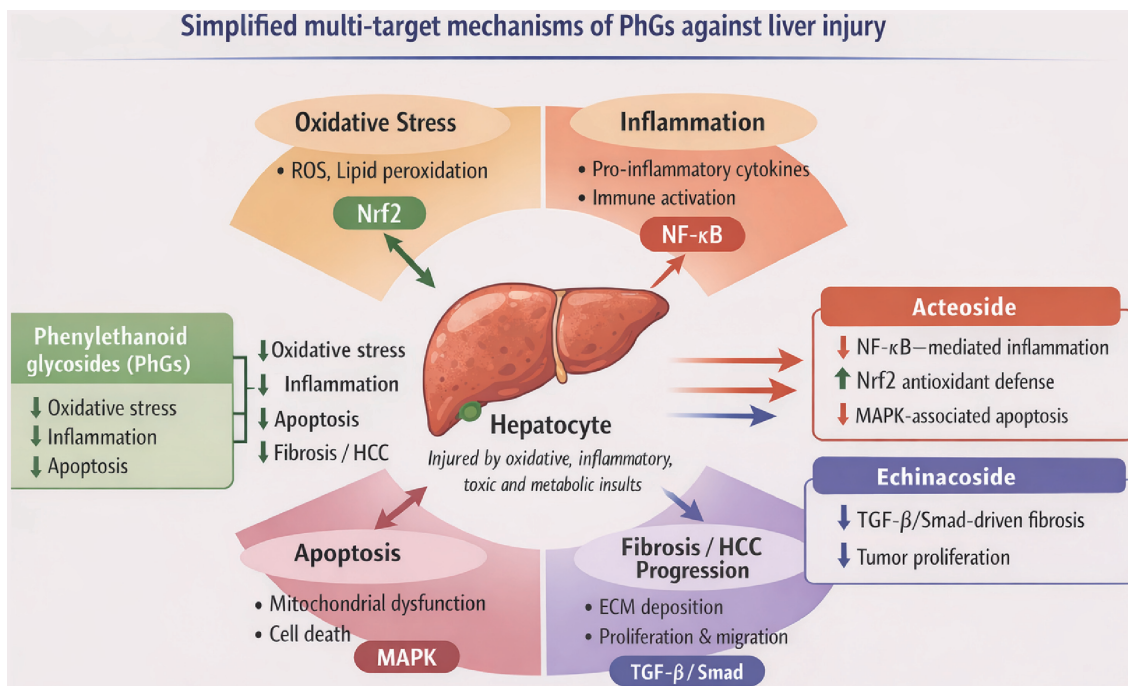 Simplified multi-target mechanisms of PhGs against liver injury
Oxidative Stress
• ROS, Lipid peroxidation
Nrf2
Inflammation
• Pro-inflammatory cytokines
• Immune activation
NF-κB
Phenylethanoid
glycosides (PhGs)
↓ Oxidative stress
↓ Inflammation
↓ Apoptosis
↓ Oxidative stress
↓ Inflammation
↓ Apoptosis
↓ Fibrosis / HCC
Hepatocyte
Injured by oxidative, inflammatory,
toxic and metabolic insults
Acteoside
↓ NF-κB–mediated inflammation
↑ Nrf2 antioxidant defense
↓ MAPK-associated apoptosis
Echinacoside
↓ TGF-β/Smad-driven fibrosis
↓ Tumor proliferation
Apoptosis
• Mitochondrial dysfunction
• Cell death
MAPK
Fibrosis / HCC
Progression
• ECM deposition
• Proliferation & migration
TGF-β/Smad